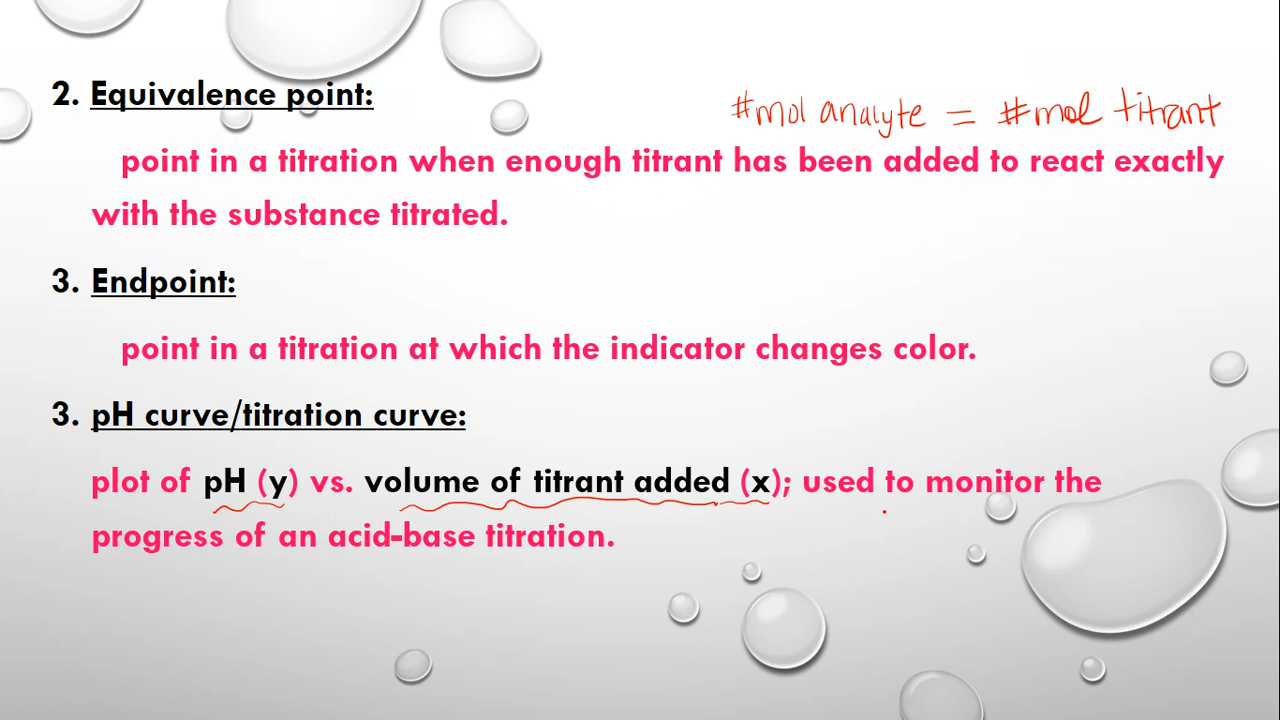 2. Equivalence point:
#mol analyte = #mol titrant
point in a titration when enough titrant has been added to react exactly
with the substance titrated.
3. Endpoint:
point in a titration at which the indicator changes color.
3. pH curve/titration curve:
plot of pH (y) vs. volume of titrant added (x); used to monitor the
progress of an acid-base titration.